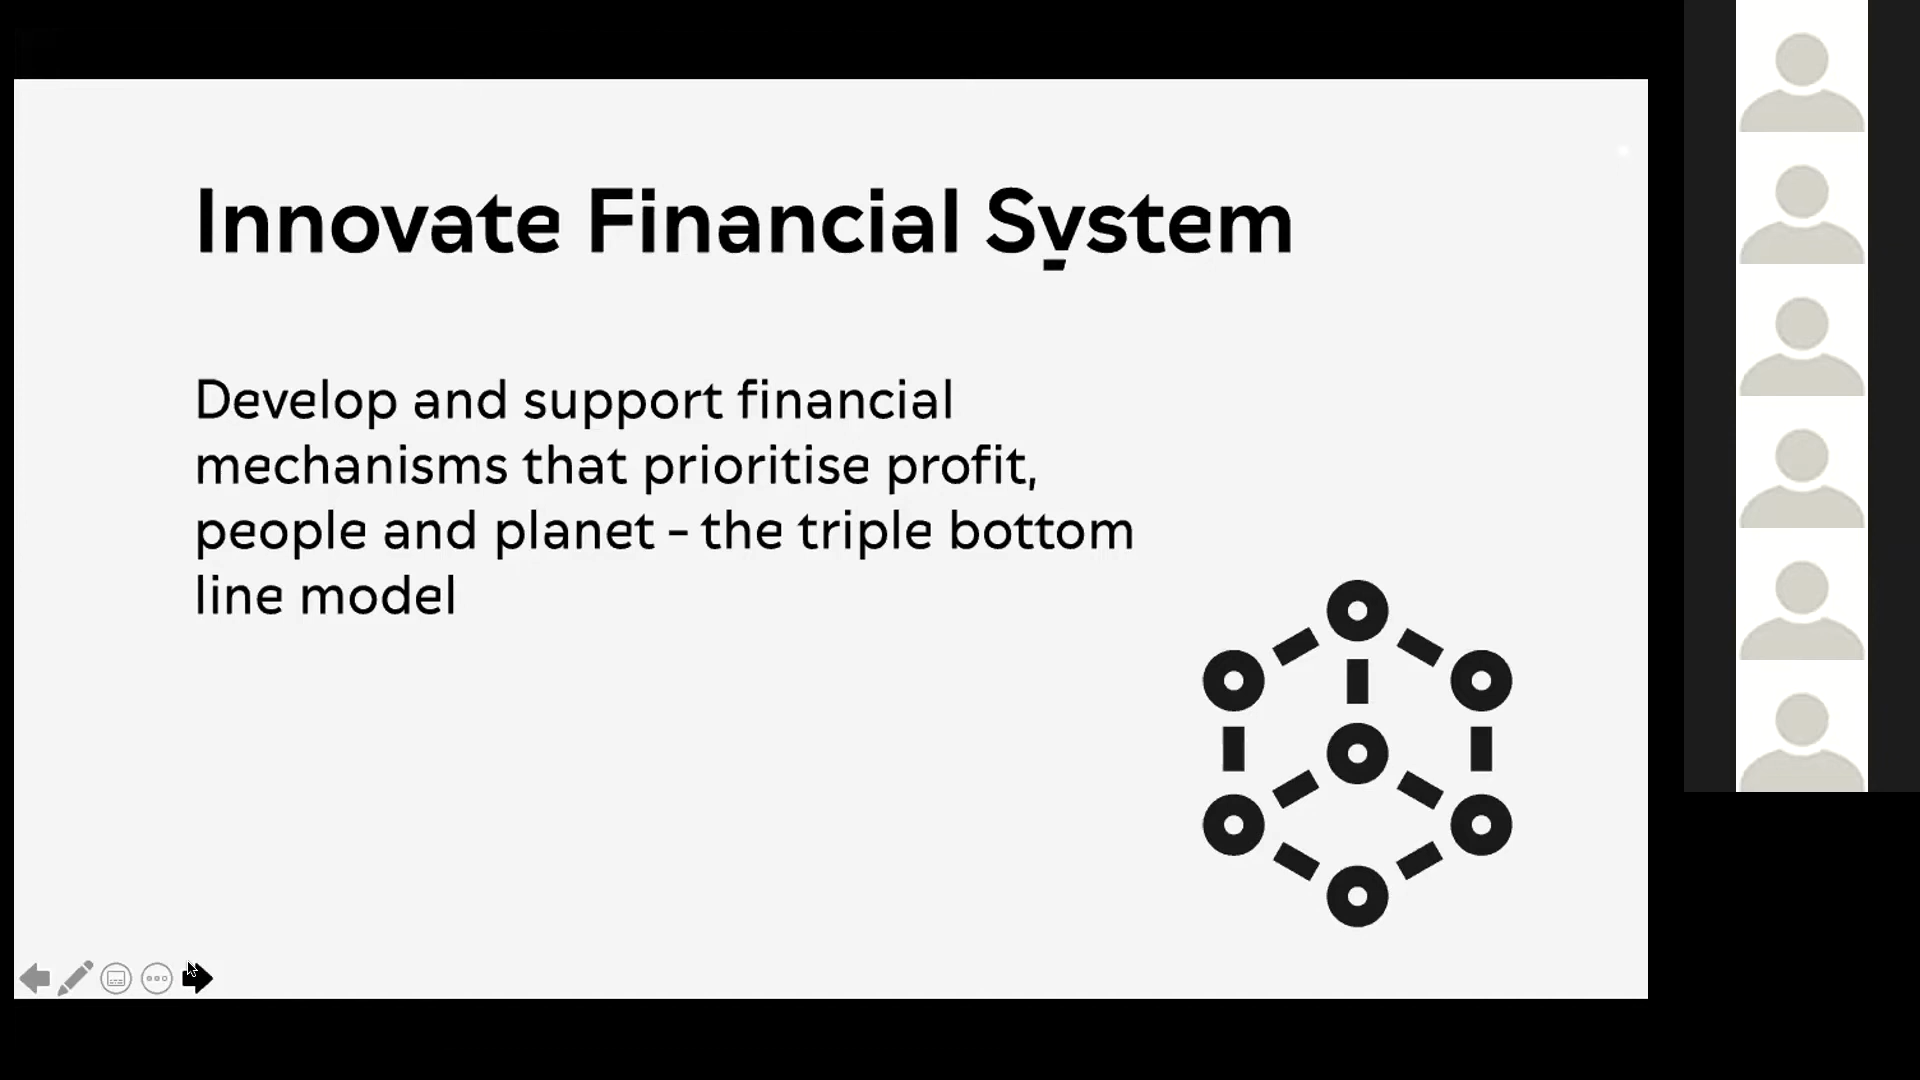 Innovate Financial System
Develop and support financial
mechanisms that prioritise profit,
people and planet – the triple bottom
line model